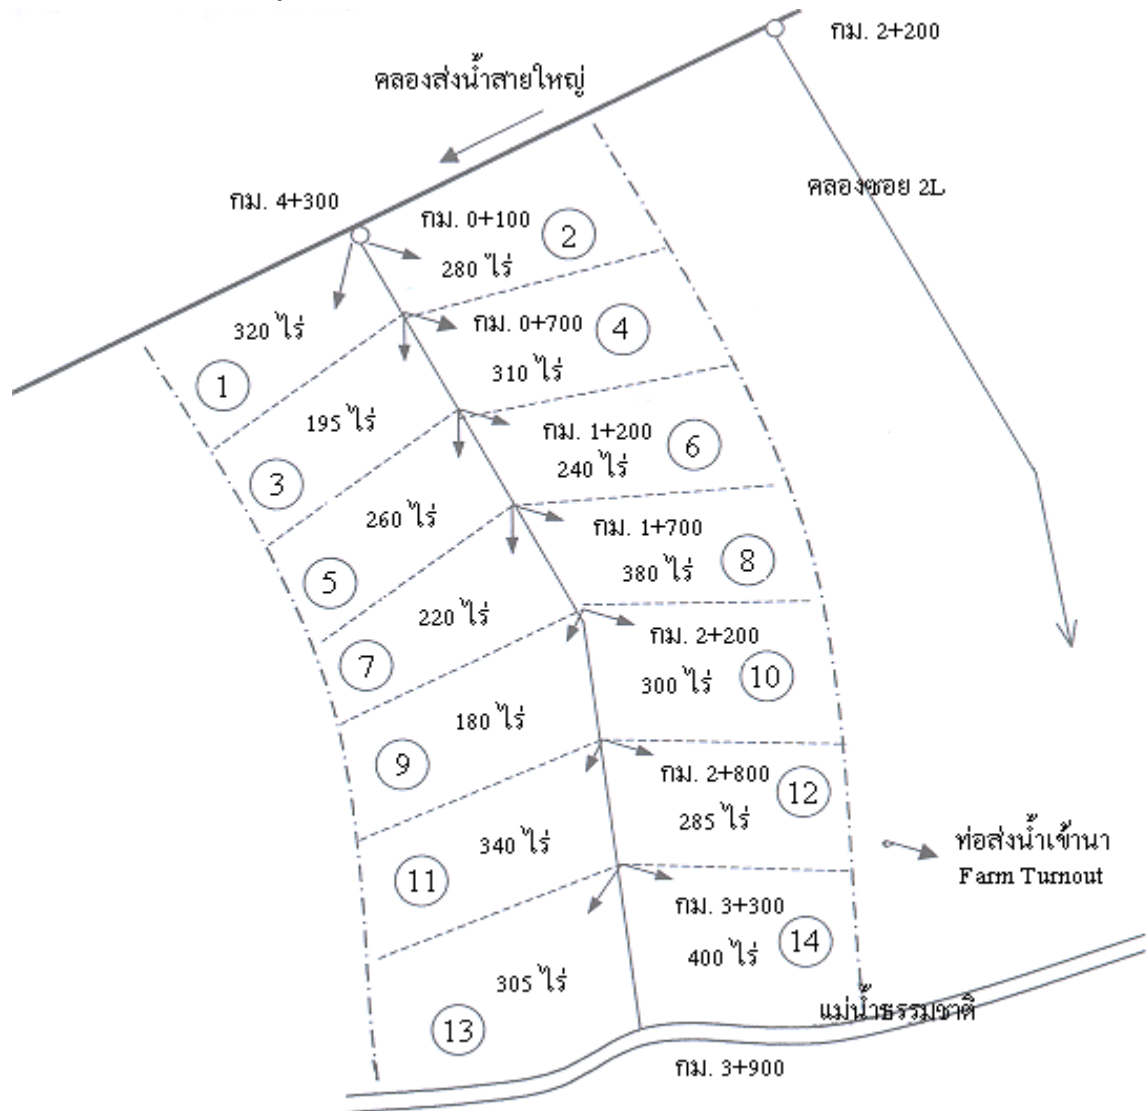 กม. 2+200
คลองส่งน้ำสายใหญ่
คลองซอย 2L
กม. 4+300
กม. 0+100
2
280 ไร่
320 ไร่
1
กม. 0+700
4
310 ไร่
195 ไร่
3
กม. 1+200
6
240 ไร่
260 ไร่
5
กม. 1+700
8
380 ไร่
220 ไร่
7
กม. 2+200
10
300 ไร่
180 ไร่
9
กม. 2+800
12
285 ไร่
340 ไร่
11
ท่อส่งน้ำเข้านา
Farm Turnout
กม. 3+300
14
400 ไร่
305 ไร่
13
แม่น้ำธรรมชาติ
กม. 3+900